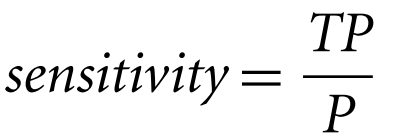 sensitivity = TP / P